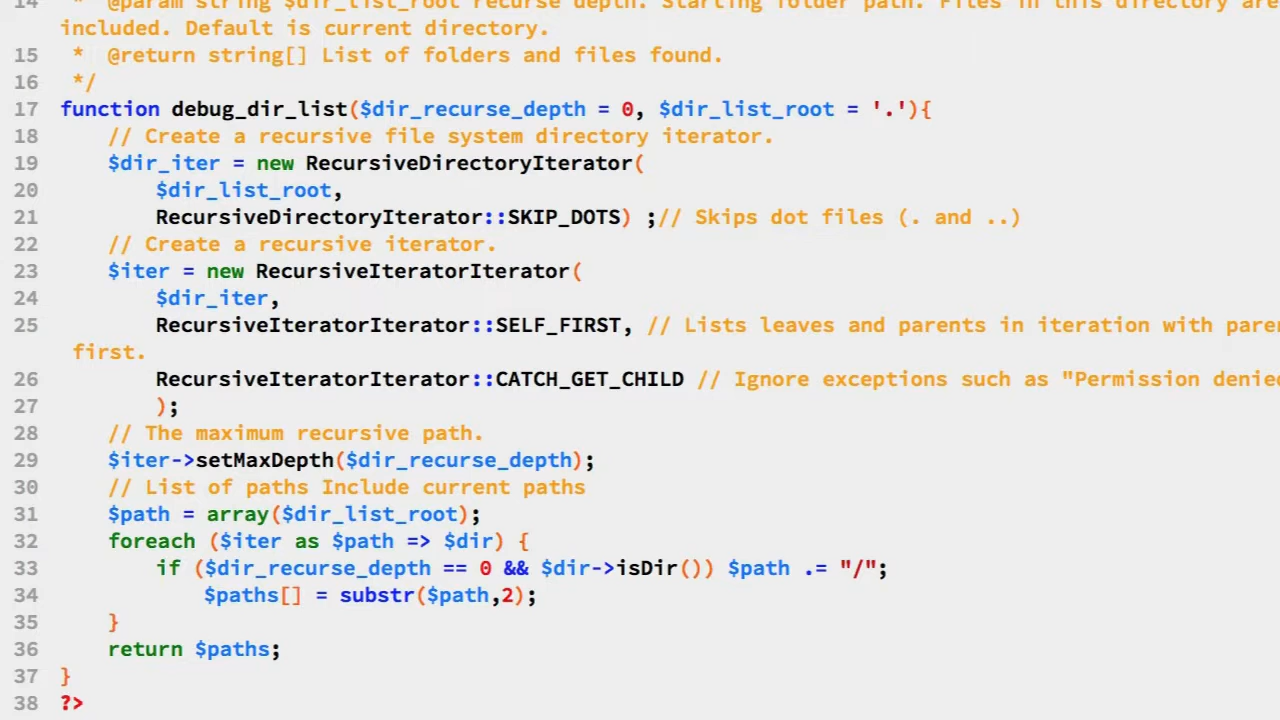 14 * @param string $dir_list_root recurse depth. Starting folder path. Files in this directory are
included. Default is current directory.
15 * @return string[] List of folders and files found.
16 */
17 function debug_dir_list($dir_recurse_depth = 0, $dir_list_root = '.'){
18 // Create a recursive file system directory iterator.
19 $dir_iter = new RecursiveDirectoryIterator(
20 $dir_list_root,
21 RecursiveDirectoryIterator::SKIP_DOTS) ;// Skips dot files (. and ..)
22 // Create a recursive iterator.
23 $iter = new RecursiveIteratorIterator(
24 $dir_iter,
25 RecursiveIteratorIterator::SELF_FIRST, // Lists leaves and parents in iteration with
first.
26 RecursiveIteratorIterator::CATCH_GET_CHILD // Ignore exceptions such as "Permission denied
27 );
28 // The maximum recursive path.
29 $iter->setMaxDepth($dir_recurse_depth);
30 // List of paths Include current paths
31 $path = array($dir_list_root);
32 foreach ($iter as $path => $dir) {
33 if ($dir_recurse_depth == 0 && $dir->isDir()) $path .= "/";
34 $paths[] = substr($path,2);
35 }
36 return $paths;
37 }
38 ?>